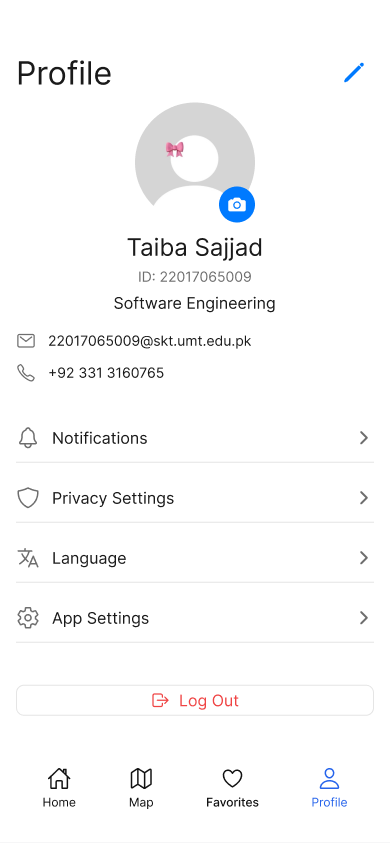 Profile
Taiba Sajjad
ID: 22017065009
Software Engineering
22017065009@skt.umt.edu.pk
+92 331 3160765
Notifications
Privacy Settings
Language
App Settings
Log Out
Home Map Favorites Profile